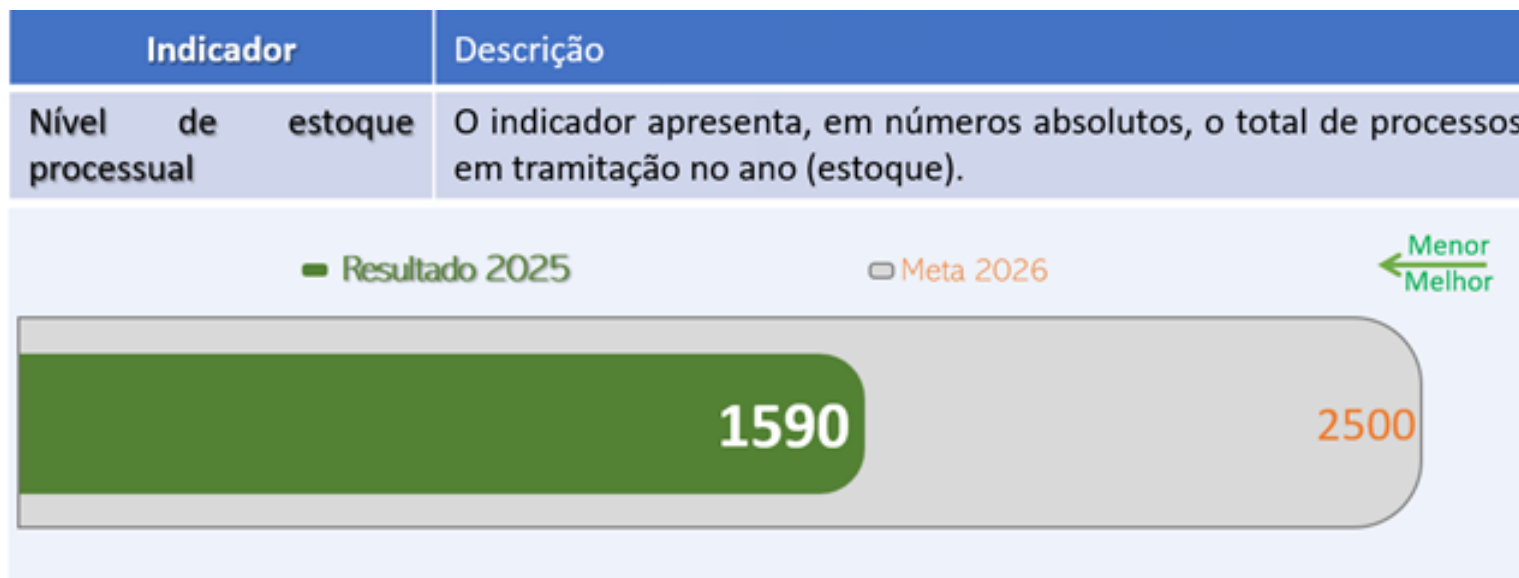 Indicador
Descrição
Nível de estoque
processual
O indicador apresenta, em números absolutos, o total de processos
em tramitação no ano (estoque).
Resultado 2025
Meta 2026
Menor
Melhor
1590
2500